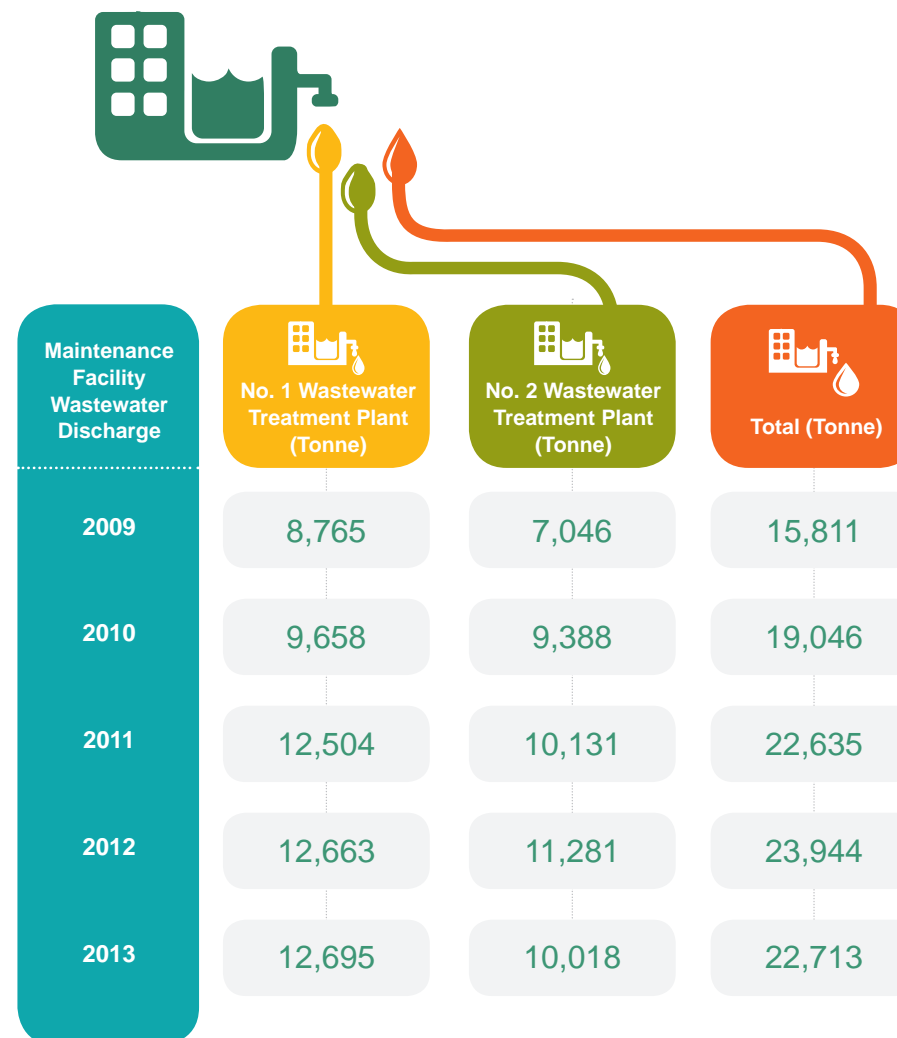 Maintenance
Facility
Wastewater
Discharge
No. 1 Wastewater
Treatment Plant
(Tonne)
No. 2 Wastewater
Treatment Plant
(Tonne)
Total (Tonne)
2009 8,765 7,046 15,811
2010 9,658 9,388 19,046
2011 12,504 10,131 22,635
2012 12,663 11,281 23,944
2013 12,695 10,018 22,713